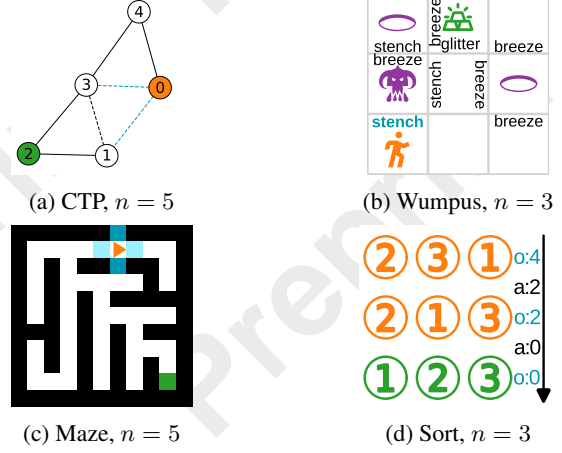 4
3
0
2
1
(a) CTP, n = 5
breeze
stench
glitter
breeze
breeze
stench
breeze
stench
breeze
(b) Wumpus, n = 3
(c) Maze, n = 5
2 3 1 o:4
a:2
2 1 3 o:2
a:0
1 2 3 o:0
(d) Sort, n = 3
Preprint